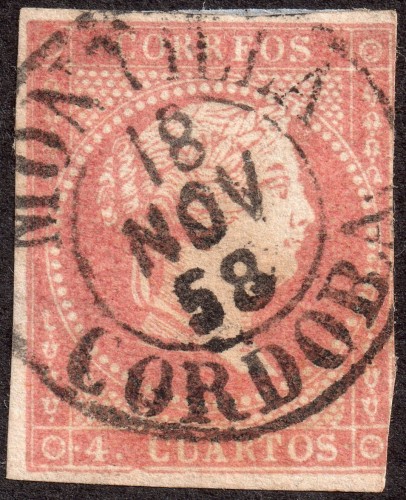 CORREOS
MONTILLA
18
NOV
58
CORDOBA
4. CUARTOS